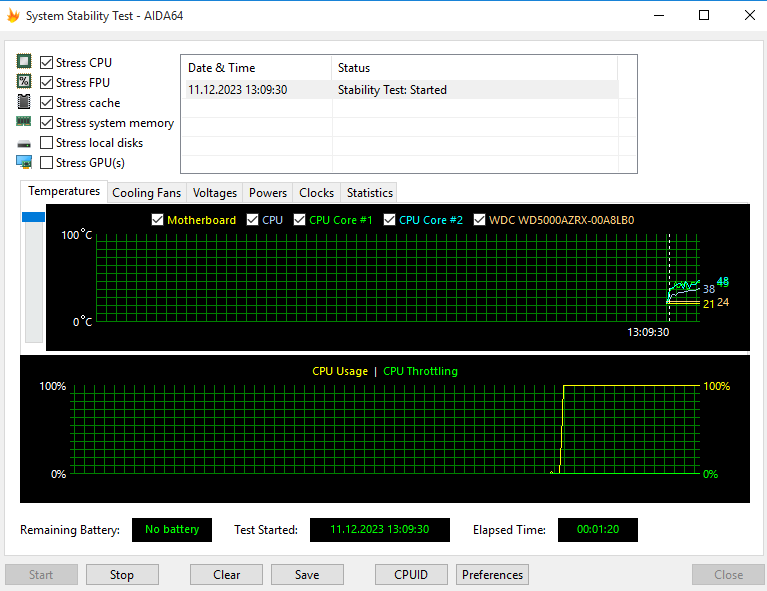 System Stability Test - AIDA64
Stress CPU
Stress FPU
Stress cache
Stress system memory
Stress local disks
Stress GPU(s)
Date & Time Status
11.12.2023 13:09:30 Stability Test: Started
Temperatures Cooling Fans Voltages Powers Clocks Statistics
Motherboard CPU CPU Core #1 CPU Core #2 WDC WD5000AZRX-00A8LB0
100°C
48
38
21 24
0°C
13:09:30
CPU Usage | CPU Throttling
100% 100%
0% 0%
Remaining Battery: No battery Test Started: 11.12.2023 13:09:30 Elapsed Time: 00:01:20
Start Stop Clear Save CPUID Preferences Close